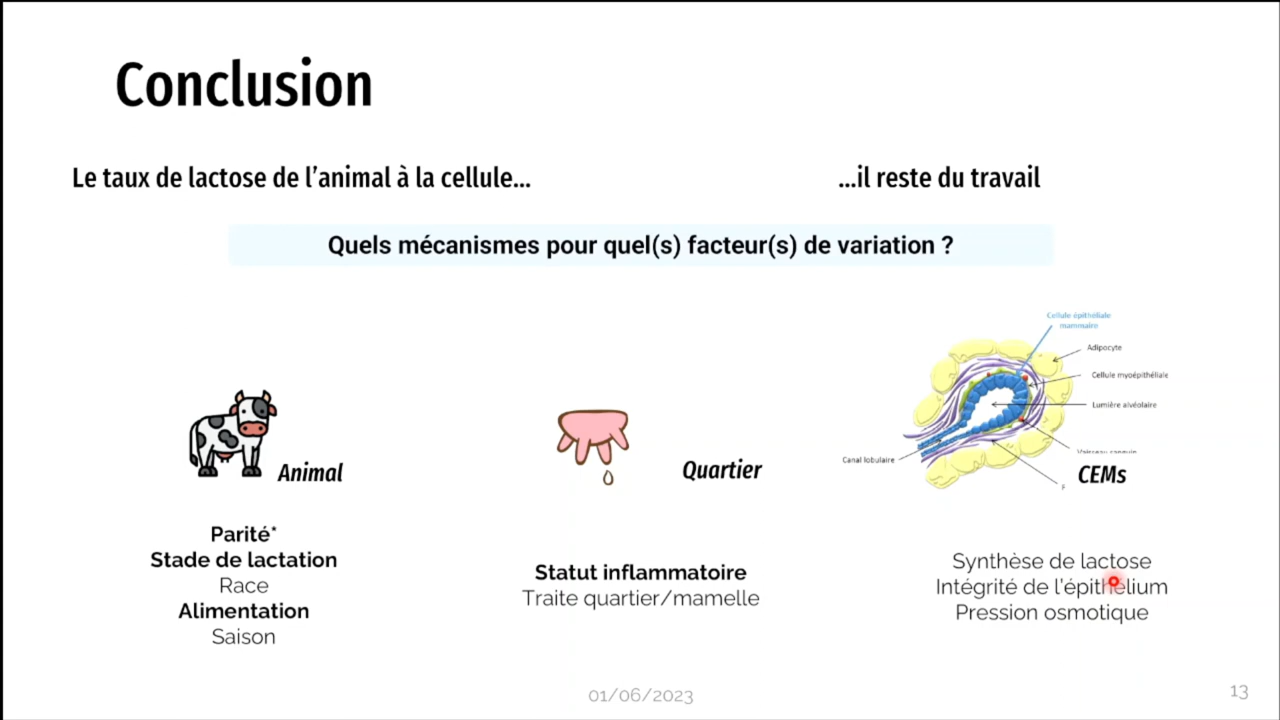 Conclusion
Le taux de lactose de l'animal à la cellule...
...il reste du travail
Quels mécanismes pour quel(s) facteur(s) de variation ?
Animal
Parité*
Stade de lactation
Race
Alimentation
Saison
Quartier
Statut inflammatoire
Traite quartier/mamelle
Cellule épithéliale
mammaire
Adipocyte
Cellule myoépithéliale
Lumière alvéolaire
Canal lobulaire
CEMs
Synthèse de lactose
Intégrité de l'épithélium
Pression osmotique
01/06/2023
13